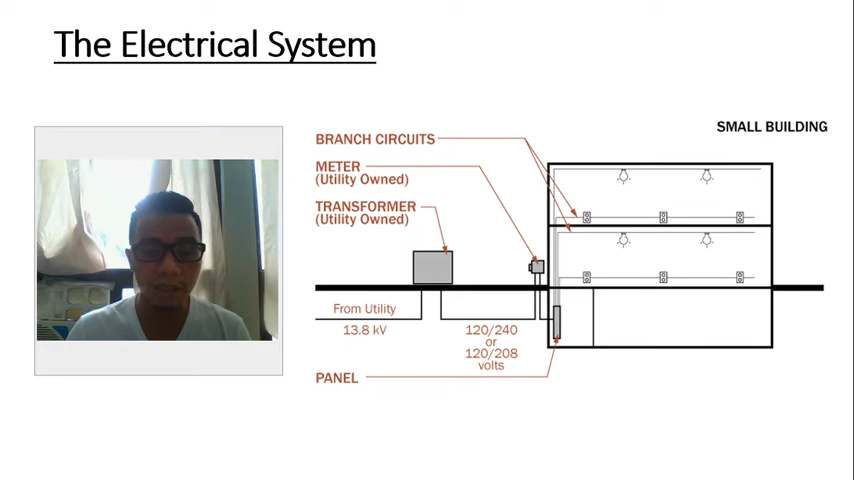 The Electrical System
SMALL BUILDING
BRANCH CIRCUITS
METER
(Utility Owned)
TRANSFORMER
(Utility Owned)
From Utility
13.8 kV
120/240
or
120/208
volts
PANEL